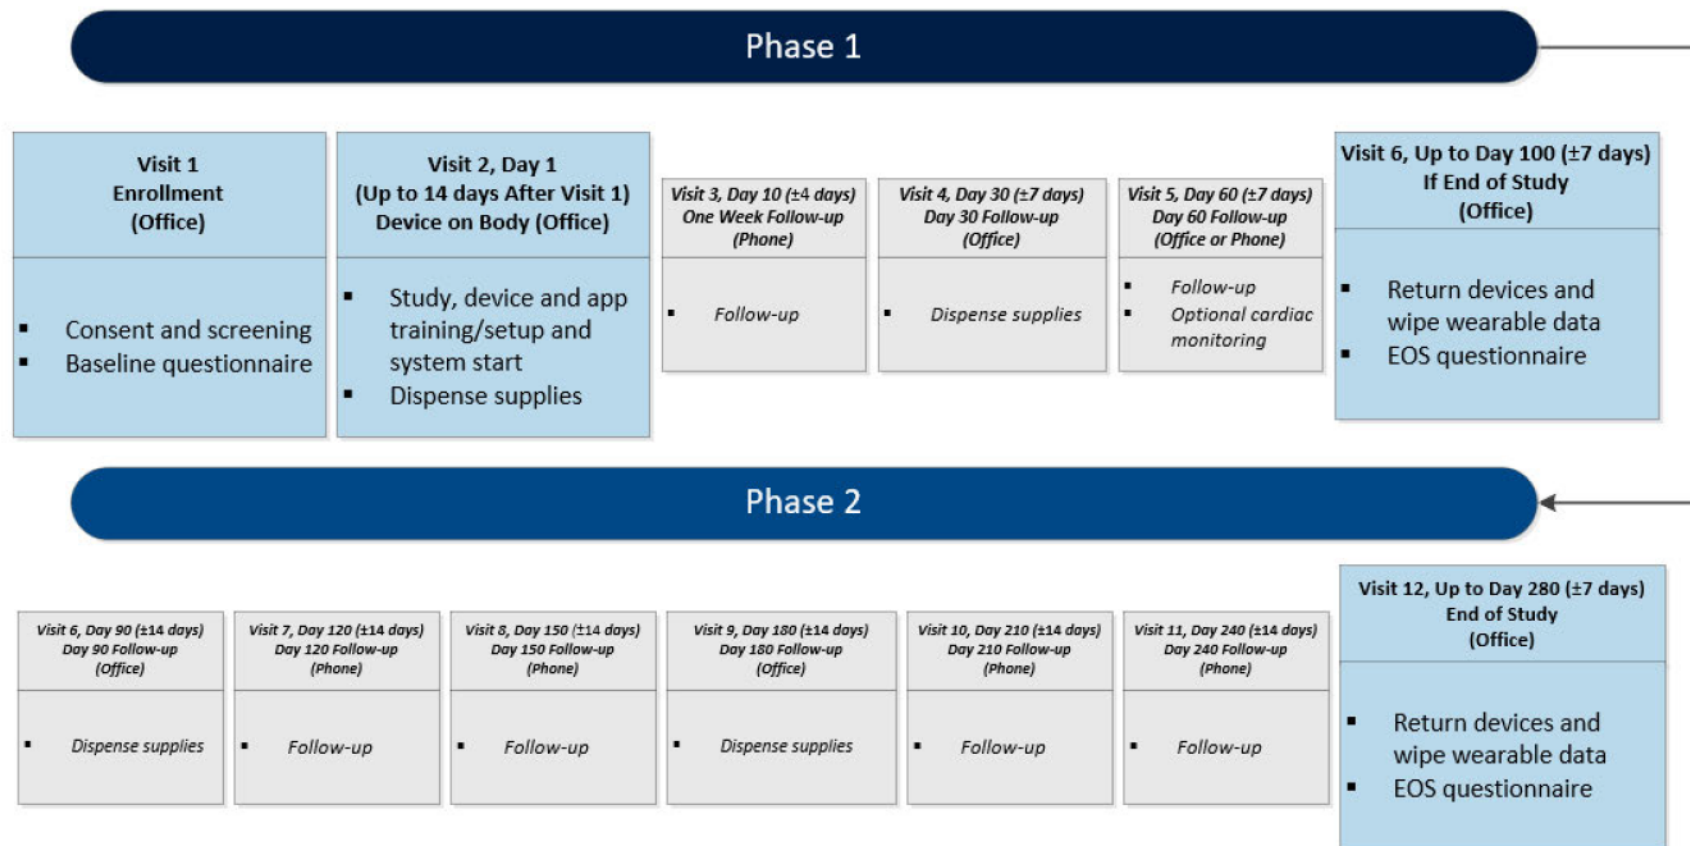 Phase 1
Visit 1
Enrollment
(Office)
▪ Consent and screening
▪ Baseline questionnaire
Visit 2, Day 1
(Up to 14 days After Visit 1)
Device on Body (Office)
▪ Study, device and app
training/setup and
system start
▪ Dispense supplies
Visit 3, Day 10 (±4 days)
One Week Follow-up
(Phone)
▪ Follow-up
Visit 4, Day 30 (±7 days)
Day 30 Follow-up
(Office)
▪ Dispense supplies
Visit 5, Day 60 (±7 days)
Day 60 Follow-up
(Office or Phone)
▪ Follow-up
▪ Optional cardiac
monitoring
Visit 6, Up to Day 100 (±7 days)
If End of Study
(Office)
▪ Return devices and
wipe wearable data
▪ EOS questionnaire
Phase 2
Visit 6, Day 90 (±14 days)
Day 90 Follow-up
(Office)
▪ Dispense supplies
Visit 7, Day 120 (±14 days)
Day 120 Follow-up
(Phone)
▪ Follow-up
Visit 8, Day 150 (±14 days)
Day 150 Follow-up
(Phone)
▪ Follow-up
Visit 9, Day 180 (±14 days)
Day 180 Follow-up
(Office)
▪ Dispense supplies
Visit 10, Day 210 (±14 days)
Day 210 Follow-up
(Phone)
▪ Follow-up
Visit 11, Day 240 (±14 days)
Day 240 Follow-up
(Phone)
▪ Follow-up
Visit 12, Up to Day 280 (±7 days)
End of Study
(Office)
▪ Return devices and
wipe wearable data
▪ EOS questionnaire